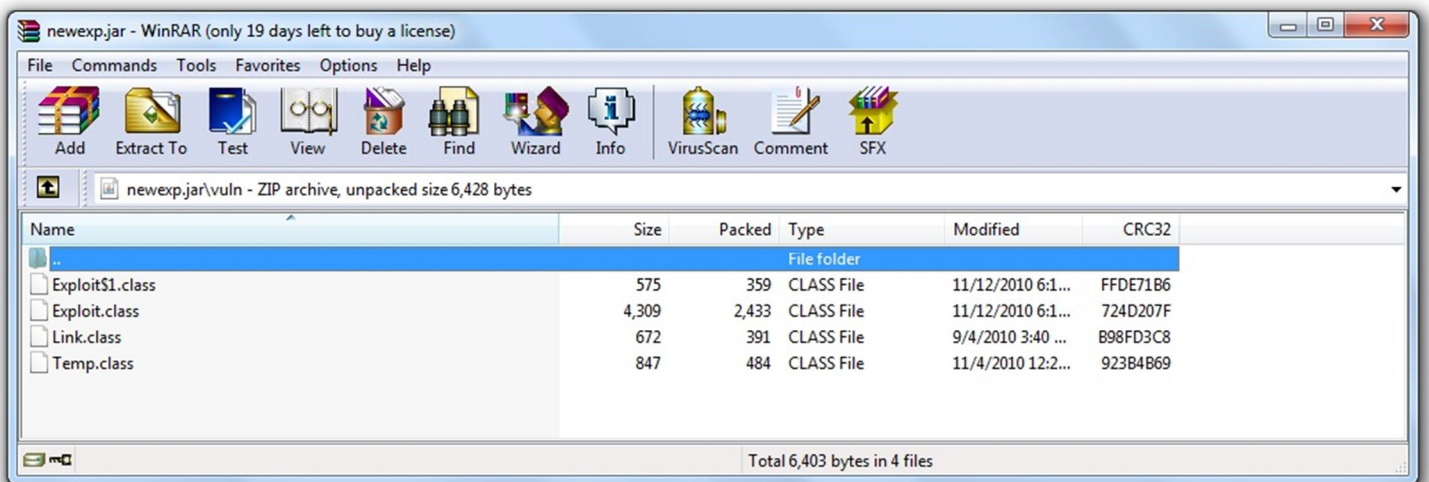 newexp.jar - WinRAR (only 19 days left to buy a license)
File Commands Tools Favorites Options Help
Add Extract To Test View Delete Find Wizard Info VirusScan Comment SFX
newexp.jar\vuln - ZIP archive, unpacked size 6,428 bytes
Name Size Packed Type Modified CRC32
.. File folder
Exploit$1.class 575 359 CLASS File 11/12/2010 6:1... FFDE71B6
Exploit.class 4,309 2,433 CLASS File 11/12/2010 6:1... 724D207F
Link.class 672 391 CLASS File 9/4/2010 3:40 ... B98FD3C8
Temp.class 847 484 CLASS File 11/4/2010 12:2... 923B4B69
Total 6,403 bytes in 4 files